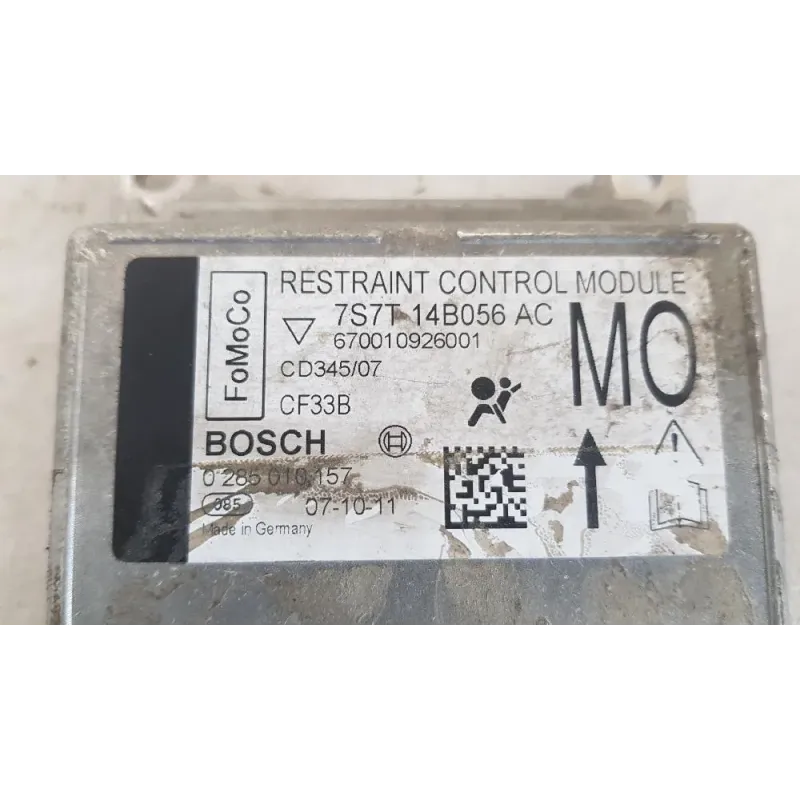 FoMoCo
RESTRAINT CONTROL MODULE
7S7T 14B056 AC
670010926001
CD345/07
CF33B
MO
BOSCH
0 285 010 157
085 07-10-11
Made in Germany